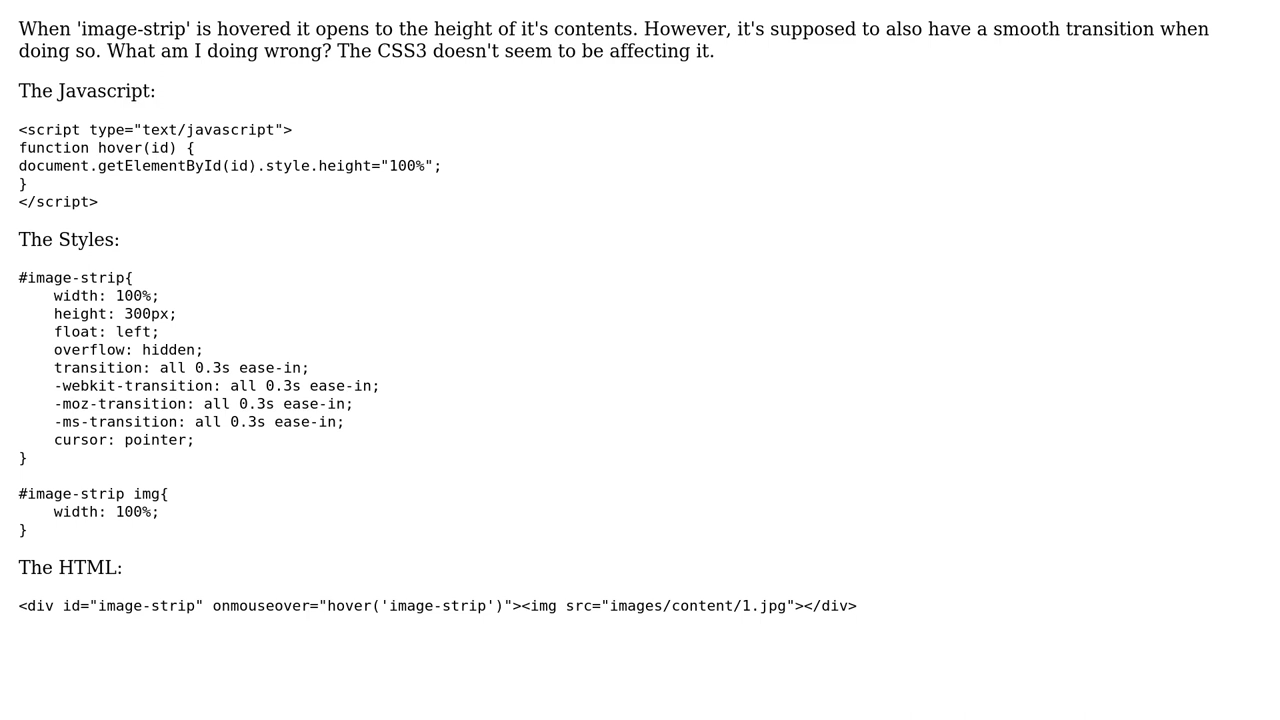 When 'image-strip' is hovered it opens to the height of it's contents. However, it's supposed to also have a smooth transition when
doing so. What am I doing wrong? The CSS3 doesn't seem to be affecting it.
The Javascript:
<script type="text/javascript">
function hover(id) {
document.getElementById(id).style.height="100%";
}
</script>
The Styles:
#image-strip{
    width: 100%;
    height: 300px;
    float: left;
    overflow: hidden;
    transition: all 0.3s ease-in;
    -webkit-transition: all 0.3s ease-in;
    -moz-transition: all 0.3s ease-in;
    -ms-transition: all 0.3s ease-in;
    cursor: pointer;
}
#image-strip img{
    width: 100%;
}
The HTML:
<div id="image-strip" onmouseover="hover('image-strip')"><img src="images/content/1.jpg"></div>